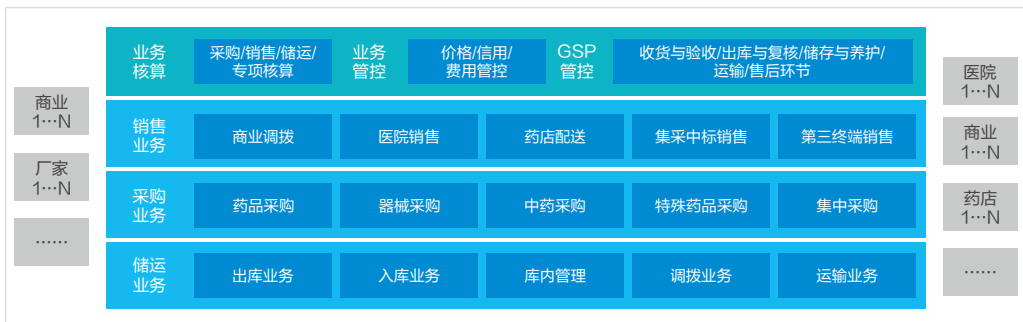 商业
1…N
厂家
1…N
……
业务
核算
采购/销售/储运/
专项核算
业务
管控
价格/信用/
费用管控
GSP
管控
收货与验收/出库与复核/储存与养护/
运输/售后环节
销售
业务
商业调拨
医院销售
药店配送
集采中标销售
第三终端销售
采购
业务
药品采购
器械采购
中药采购
特殊药品采购
集中采购
储运
业务
出库业务
入库业务
库内管理
调拨业务
运输业务
医院
1…N
商业
1…N
药店
1…N
……